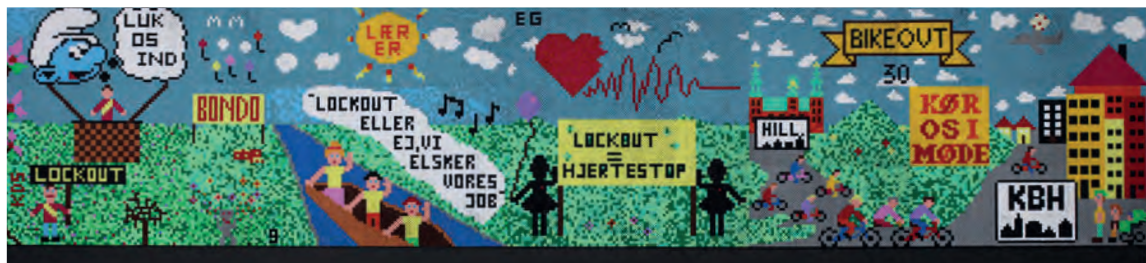 LUK
OS
IND
LÆR
ER
EG
BIKEOUT
30
BONDO
"LOCKOUT
ELLER
EJ, VI
ELSKER
VORES
JOB"
LOCKOUT
=
HJERTESTOP
HILL
KØR
OS I
MØDE
LOCKOUT
KBH
9